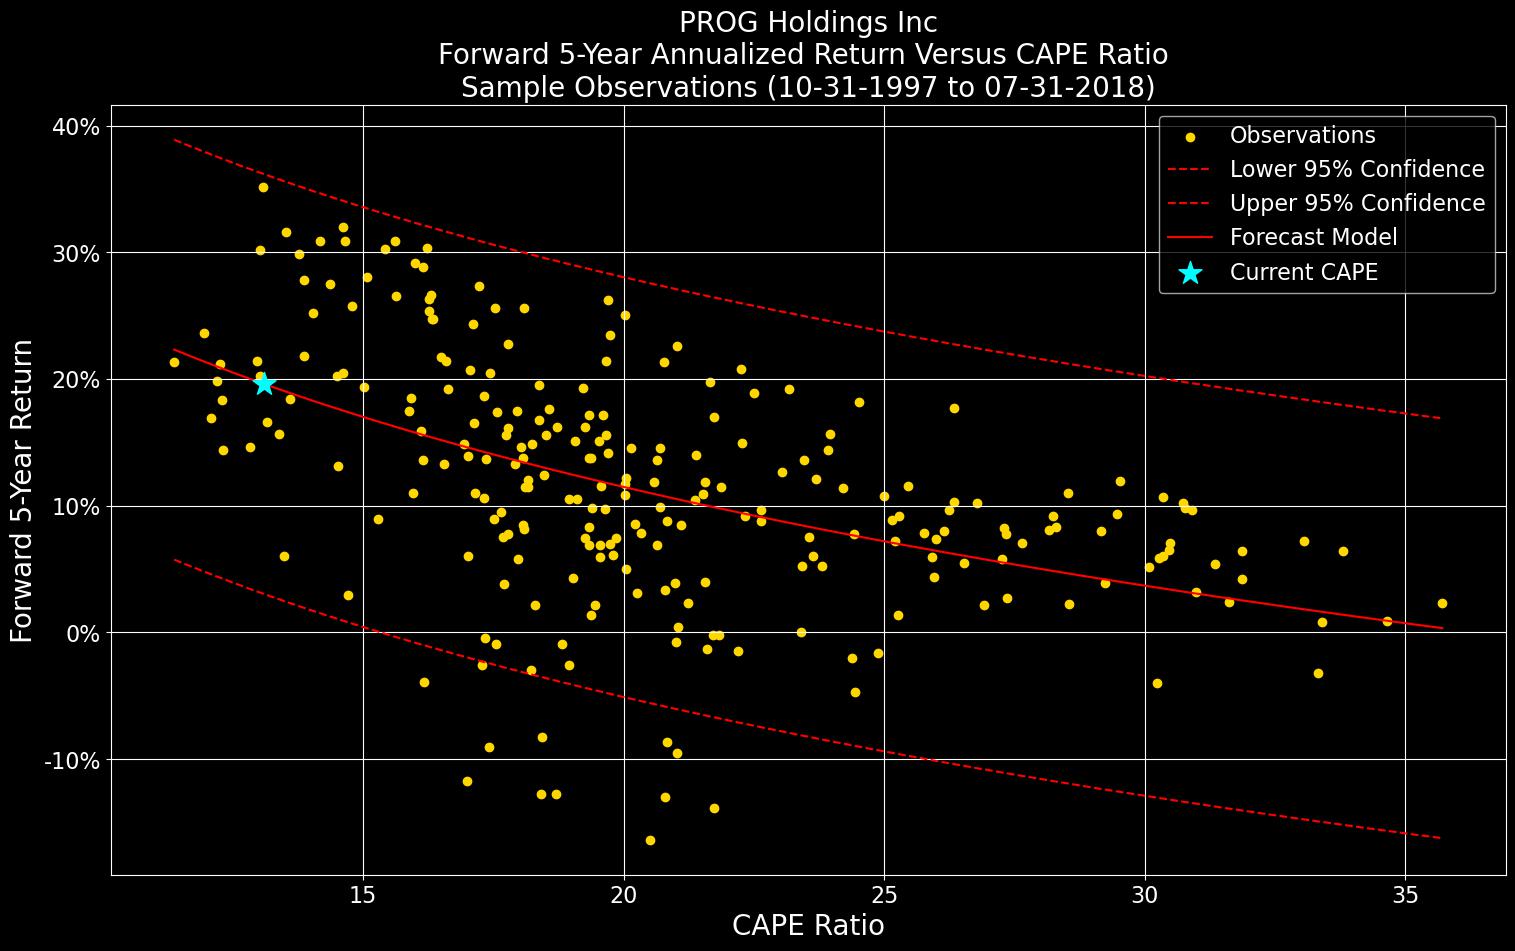 PROG Holdings Inc
Forward 5-Year Annualized Return Versus CAPE Ratio
Sample Observations (10-31-1997 to 07-31-2018)
Observations
Lower 95% Confidence
Upper 95% Confidence
Forecast Model
Current CAPE
Forward 5-Year Return
40%
30%
20%
10%
0%
-10%
15 20 25 30 35
CAPE Ratio